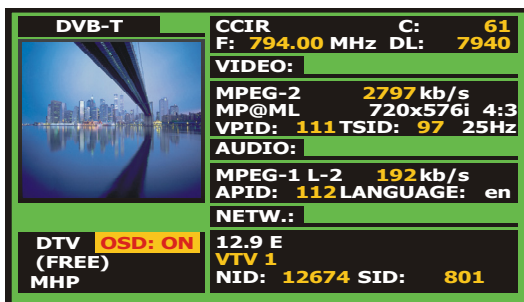 DVB-T
CCIR C: 61
F: 794.00 MHz DL: 7940
VIDEO:
MPEG-2 2797 kb/s
MP@ML 720x576i 4:3
VPID: 111 TSID: 97 25Hz
AUDIO:
MPEG-1 L-2 192 kb/s
APID: 112 LANGUAGE: en
NETW.:
12.9 E
VTV 1
NID: 12674 SID: 801
DTV OSD: ON
(FREE)
MHP